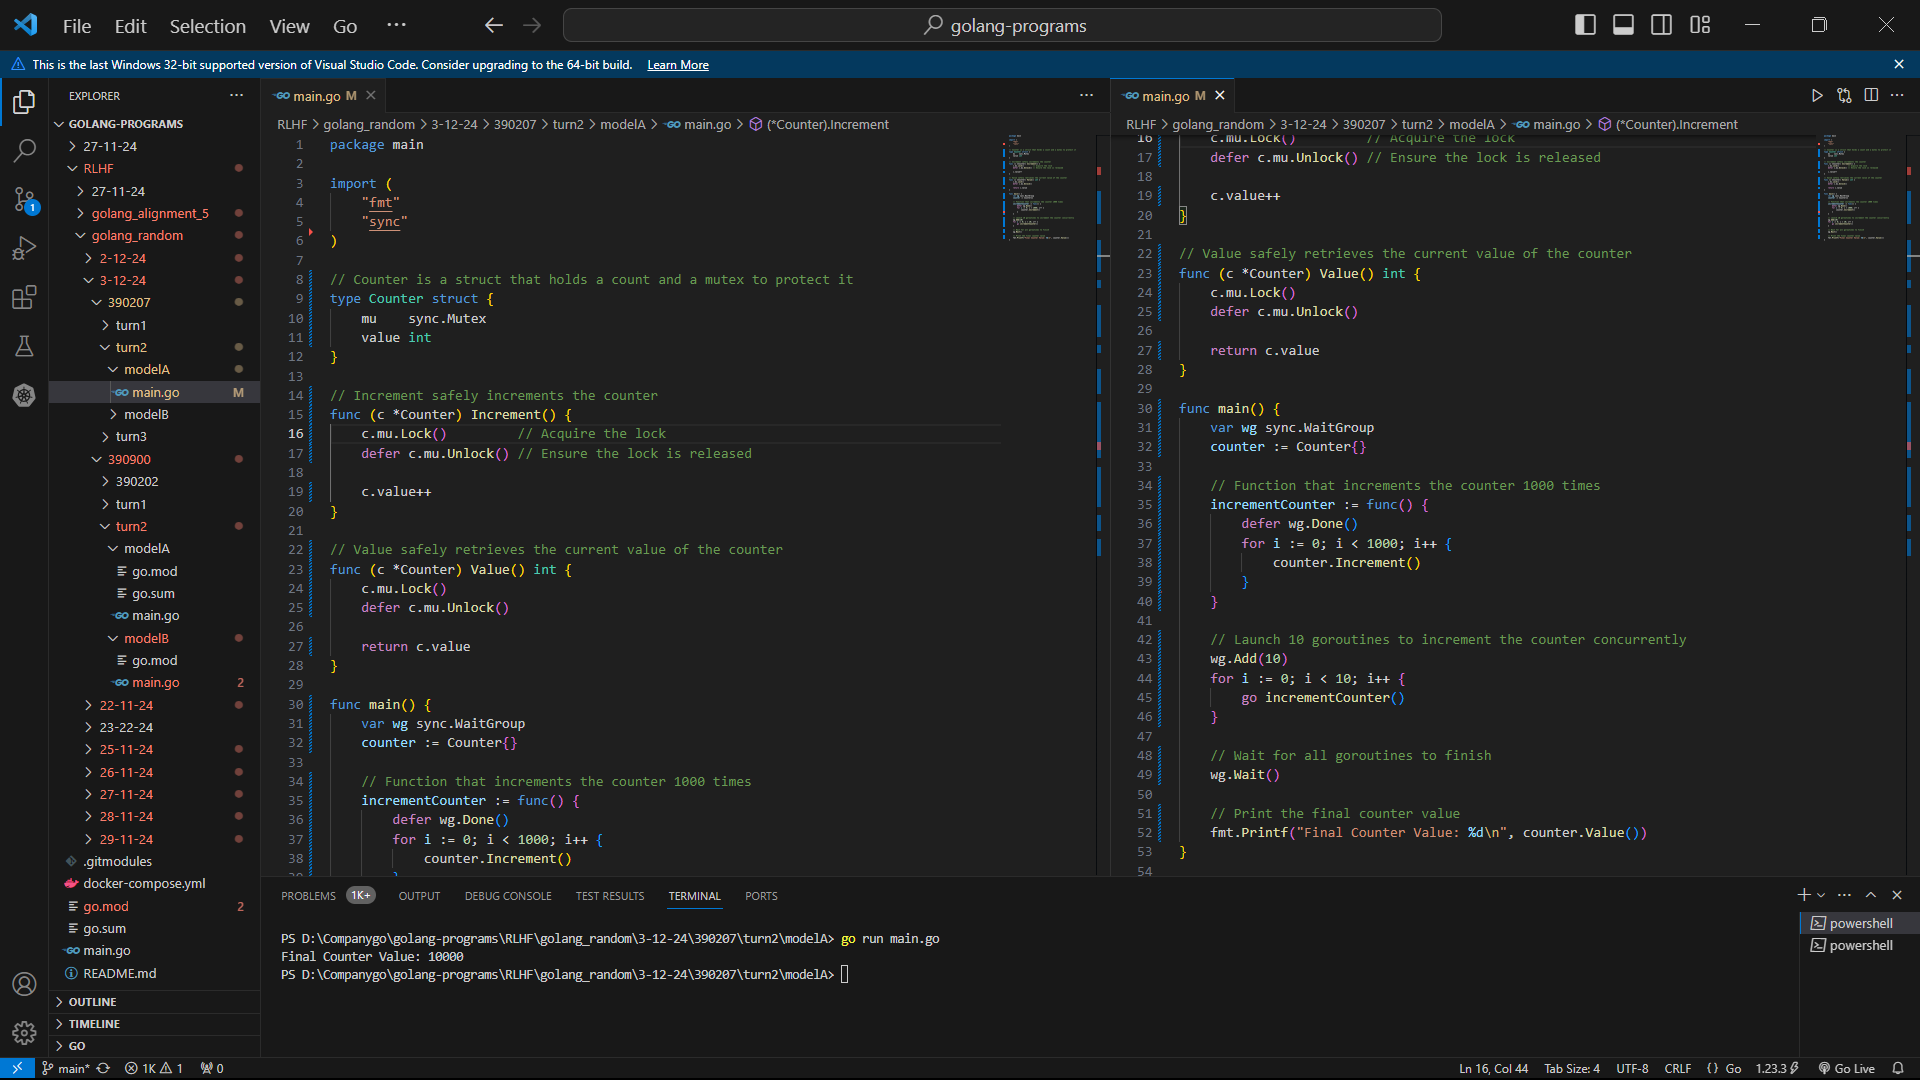 File Edit Selection View Go ··· golang-programs
This is the last Windows 32-bit supported version of Visual Studio Code. Consider upgrading to the 64-bit build. Learn More
EXPLORER
GOLANG-PROGRAMS
27-11-24
RLHF
27-11-24
golang_alignment_5
golang_random
2-12-24
3-12-24
390207
turn1
turn2
modelA
main.go M
modelB
turn3
390900
390202
turn1
turn2
modelA
go.mod
go.sum
main.go
modelB
go.mod
main.go 2
22-11-24
23-22-24
25-11-24
26-11-24
27-11-24
28-11-24
29-11-24
.gitmodules
docker-compose.yml
go.mod 2
go.sum
main.go
README.md
OUTLINE
TIMELINE
GO
1
main.go M
RLHF > golang_random > 3-12-24 > 390207 > turn2 > modelA > main.go > (*Counter).Increment
1 package main
2
3 import (
4 "fmt"
5 "sync"
6 )
7
8 // Counter is a struct that holds a count and a mutex to protect it
9 type Counter struct {
10 mu    sync.Mutex
11 value int
12 }
13
14 // Increment safely increments the counter
15 func (c *Counter) Increment() {
16 c.mu.Lock()         // Acquire the lock
17 defer c.mu.Unlock() // Ensure the lock is released
18
19 c.value++
20 }
21
22 // Value safely retrieves the current value of the counter
23 func (c *Counter) Value() int {
24 c.mu.Lock()
25 defer c.mu.Unlock()
26
27 return c.value
28 }
29
30 func main() {
31 var wg sync.WaitGroup
32 counter := Counter{}
33
34 // Function that increments the counter 1000 times
35 incrementCounter := func() {
36 defer wg.Done()
37 for i := 0; i < 1000; i++ {
38 counter.Increment()
main.go M
RLHF > golang_random > 3-12-24 > 390207 > turn2 > modelA > main.go > (*Counter).Increment
16 c.mu.Lock()         // Acquire the lock
17 defer c.mu.Unlock() // Ensure the lock is released
18
19 c.value++
20 }
21
22 // Value safely retrieves the current value of the counter
23 func (c *Counter) Value() int {
24 c.mu.Lock()
25 defer c.mu.Unlock()
26
27 return c.value
28 }
29
30 func main() {
31 var wg sync.WaitGroup
32 counter := Counter{}
33
34 // Function that increments the counter 1000 times
35 incrementCounter := func() {
36 defer wg.Done()
37 for i := 0; i < 1000; i++ {
38 counter.Increment()
39 }
40 }
41
42 // Launch 10 goroutines to increment the counter concurrently
43 wg.Add(10)
44 for i := 0; i < 10; i++ {
45 go incrementCounter()
46 }
47
48 // Wait for all goroutines to finish
49 wg.Wait()
50
51 // Print the final counter value
52 fmt.Printf("Final Counter Value: %d\n", counter.Value())
53 }
54
PROBLEMS 1K+ OUTPUT DEBUG CONSOLE TEST RESULTS TERMINAL PORTS
PS D:\Companygo\golang-programs\RLHF\golang_random\3-12-24\390207\turn2\modelA> go run main.go
Final Counter Value: 10000
PS D:\Companygo\golang-programs\RLHF\golang_random\3-12-24\390207\turn2\modelA>
powershell
powershell
main* 1K 1 0 Ln 16, Col 44 Tab Size: 4 UTF-8 CRLF {} Go 1.23.3 Go Live